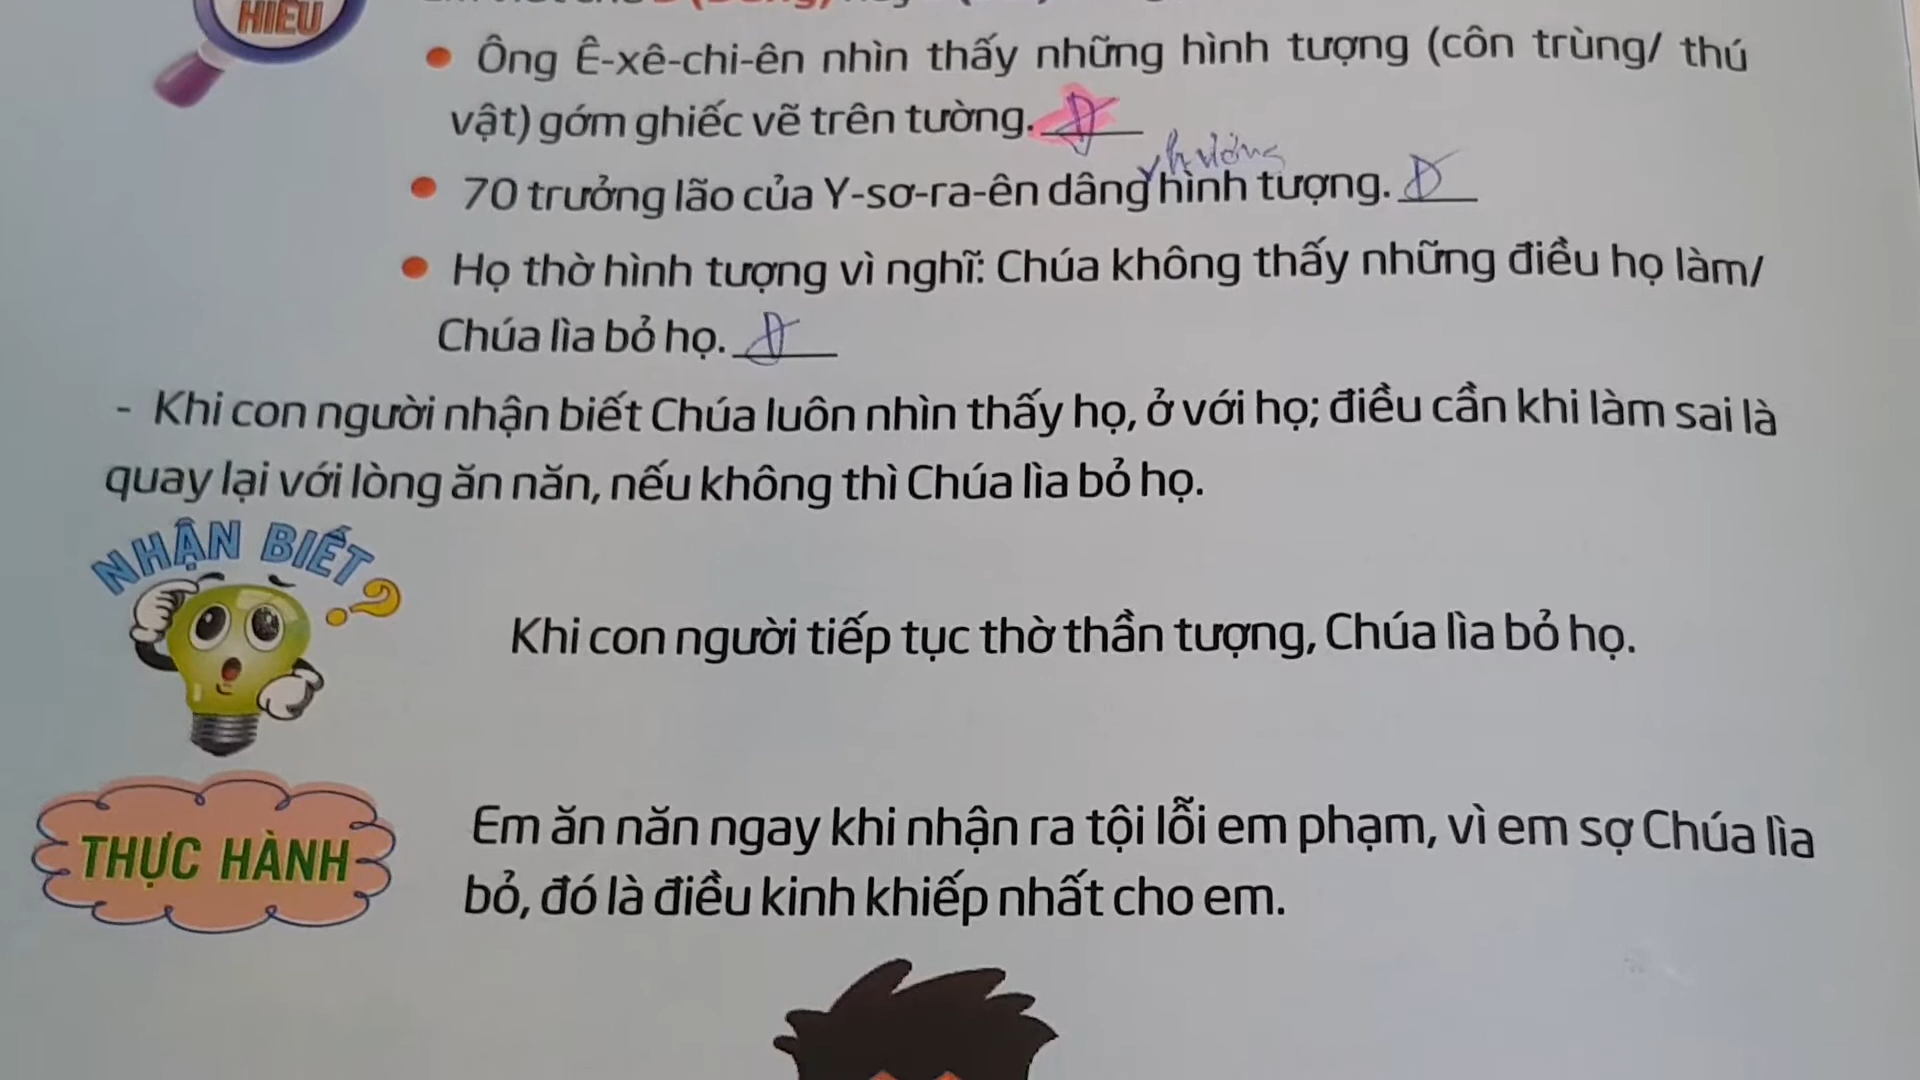 HIỂU
• Ông Ê-xê-chi-ên nhìn thấy những hình tượng (côn trùng/ thú
vật) gớm ghiếc vẽ trên tường. Đ
hương
• 70 trưởng lão của Y-sơ-ra-ên dâng hình tượng. Đ
• Họ thờ hình tượng vì nghĩ: Chúa không thấy những điều họ làm/
Chúa lìa bỏ họ. Đ
- Khi con người nhận biết Chúa luôn nhìn thấy họ, ở với họ; điều cần khi làm sai là
quay lại với lòng ăn năn, nếu không thì Chúa lìa bỏ họ.
NHẬN BIẾT?
Khi con người tiếp tục thờ thần tượng, Chúa lìa bỏ họ.
THỰC HÀNH
Em ăn năn ngay khi nhận ra tội lỗi em phạm, vì em sợ Chúa lìa
bỏ, đó là điều kinh khiếp nhất cho em.